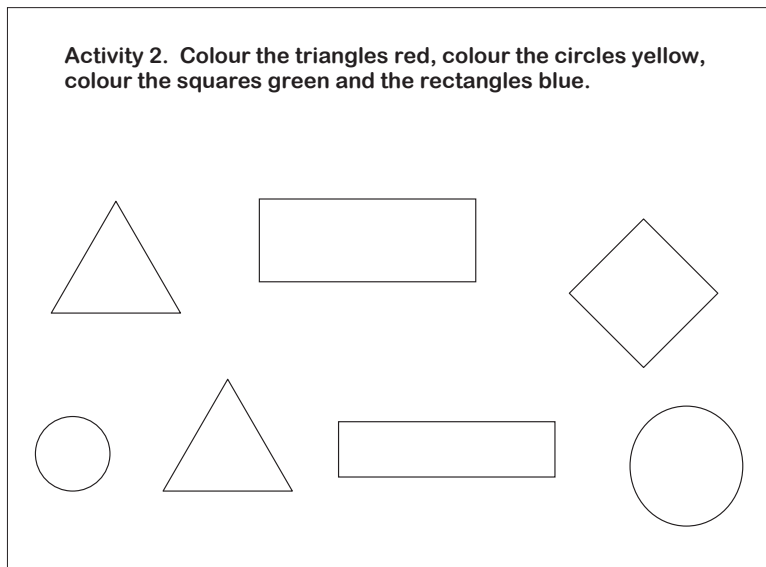 Activity 2.  Colour the triangles red, colour the circles yellow,
colour the squares green and the rectangles blue.